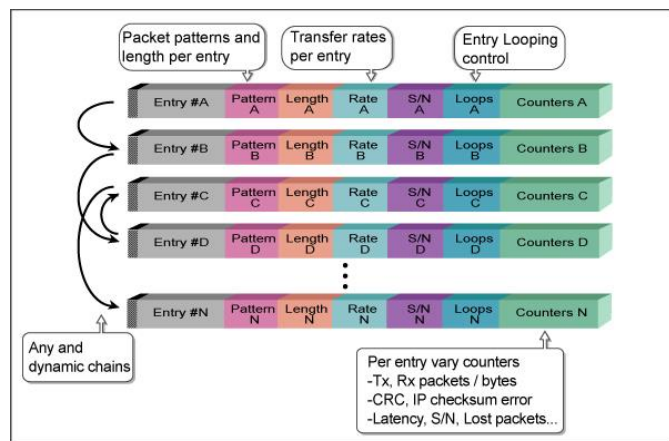 Packet patterns and
length per entry
Transfer rates
per entry
Entry Looping
control
Entry #A Pattern A Length A Rate A S/N A Loops A Counters A
Entry #B Pattern B Length B Rate B S/N B Loops B Counters B
Entry #C Pattern C Length C Rate C S/N C Loops C Counters C
Entry #D Pattern D Length D Rate D S/N D Loops D Counters D
Entry #N Pattern N Length N Rate N S/N N Loops N Counters N
Any and
dynamic chains
Per entry vary counters
-Tx, Rx packets / bytes
-CRC, IP checksum error
-Latency, S/N, Lost packets...